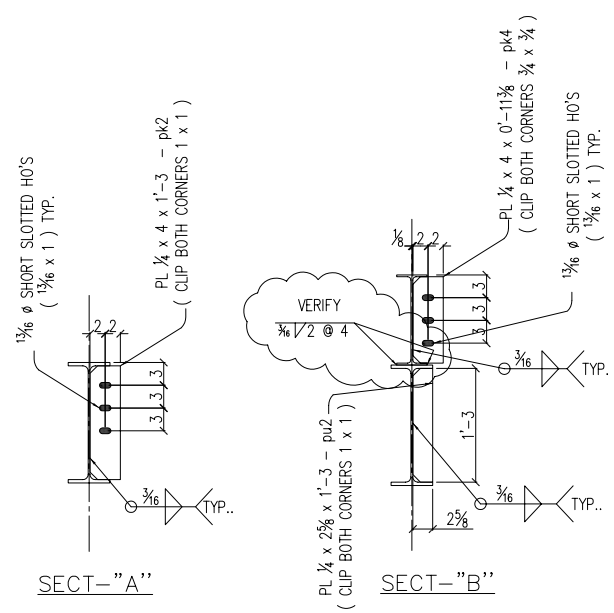 13/16 ø SHORT SLOTTED HO'S
( 13/16 x 1 ) TYP.
PL 1/4 x 4 x 1'-3 - pk2
( CLIP BOTH CORNERS 1 x 1 )
2 2
3
3
3/16
TYP..
SECT-"A''
PL 1/4 x 4 x 0'-11 3/8 - pk4
( CLIP BOTH CORNERS 3/4 x 3/4 )
13/16 ø SHORT SLOTTED HO'S
( 13/16 x 1 ) TYP.
1/8 2 2
3
3
3
VERIFY
3/16 2 @ 4
3/16
TYP..
1'-3
PL 1/4 x 2 5/8 x 1'-3 - pu2
( CLIP BOTH CORNERS 1 x 1 )
3/16
TYP..
2 5/8
SECT-"B''